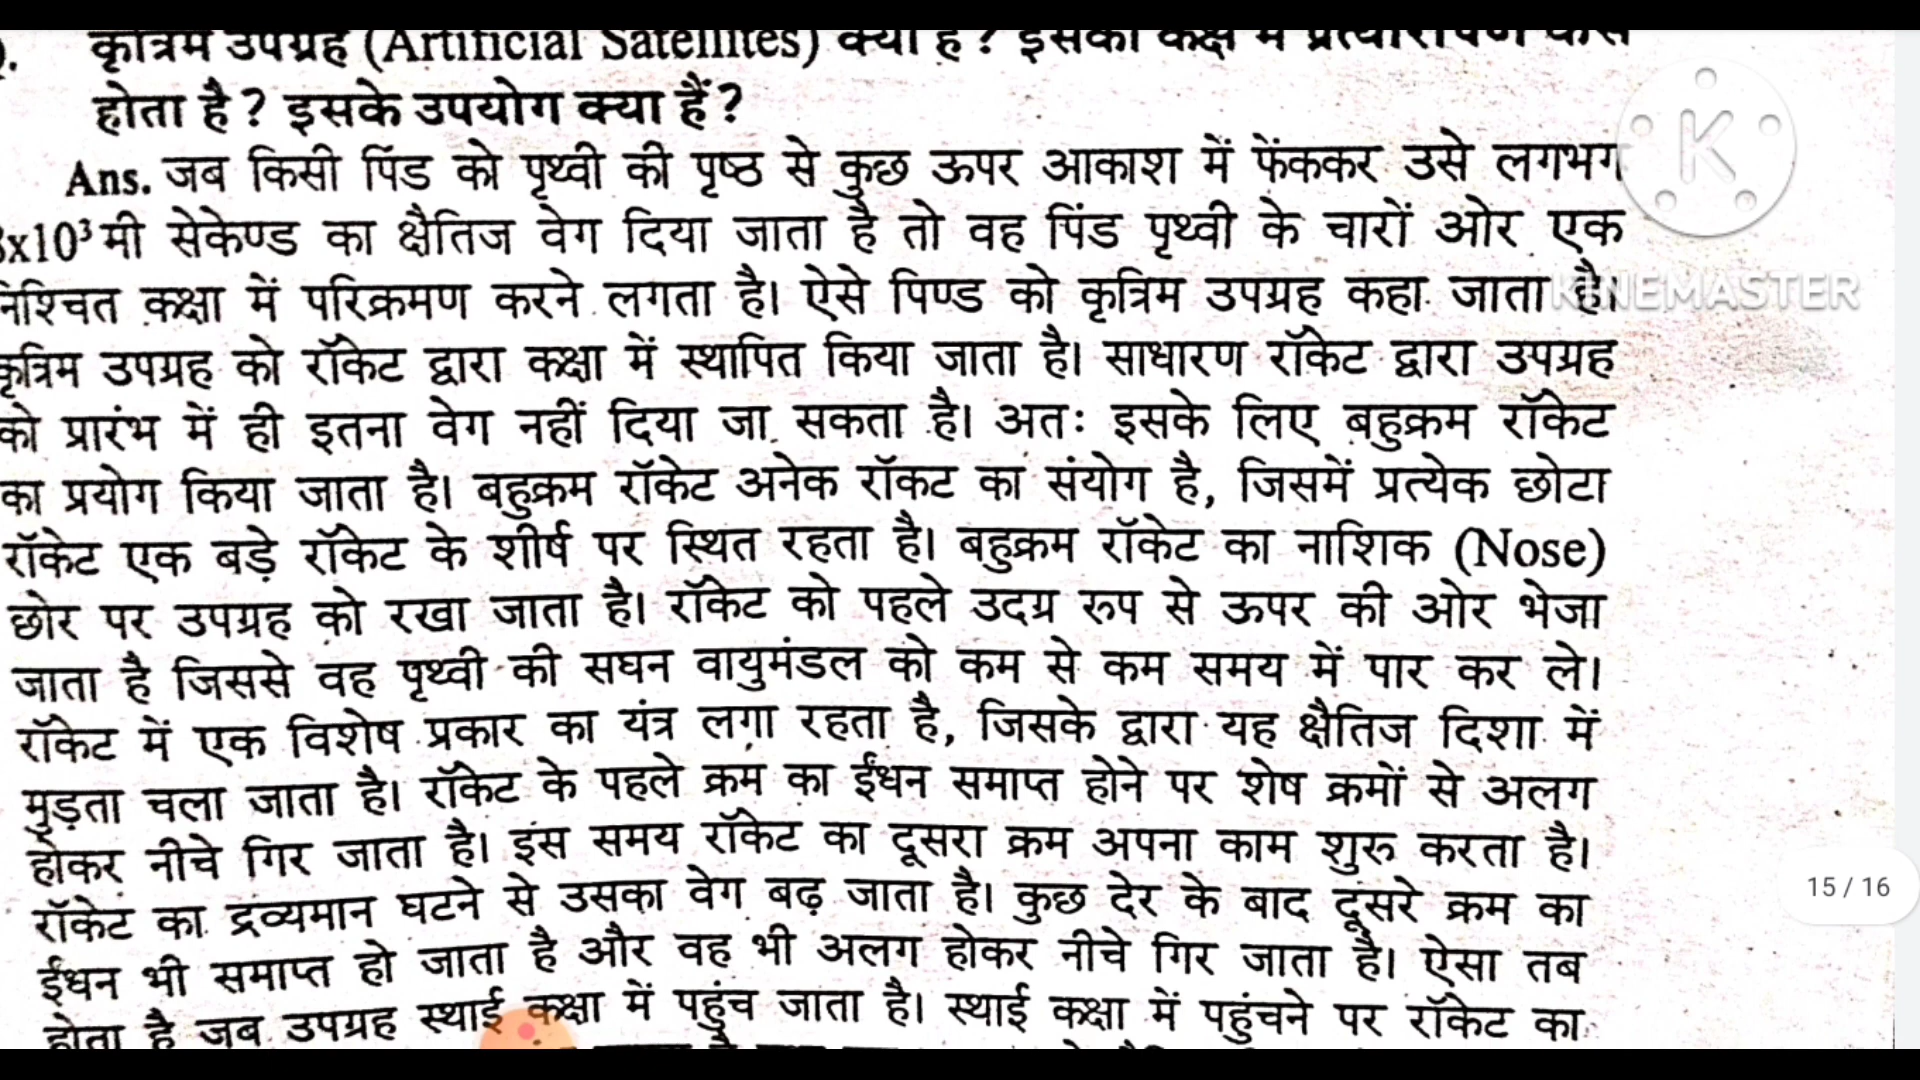 कृत्रिम उपग्रह (Artificial Satellites) क्या है? इसका कक्ष में प्रत्यारोपण कैसे
होता है? इसके उपयोग क्या हैं?
Ans. जब किसी पिंड को पृथ्वी की पृष्ठ से कुछ ऊपर आकाश में फेंककर उसे लगभग
x10³ मी सेकेण्ड का क्षैतिज वेग दिया जाता है तो वह पिंड पृथ्वी के चारों ओर एक
निश्चित कक्षा में परिक्रमण करने लगता है। ऐसे पिण्ड को कृत्रिम उपग्रह कहा जाता है।
कृत्रिम उपग्रह को रॉकेट द्वारा कक्षा में स्थापित किया जाता है। साधारण रॉकेट द्वारा उपग्रह
को प्रारंभ में ही इतना वेग नहीं दिया जा सकता है। अतः इसके लिए बहुक्रम रॉकेट
का प्रयोग किया जाता है। बहुक्रम रॉकेट अनेक रॉकट का संयोग है, जिसमें प्रत्येक छोटा
रॉकेट एक बड़े रॉकेट के शीर्ष पर स्थित रहता है। बहुक्रम रॉकेट का नाशिक (Nose)
छोर पर उपग्रह को रखा जाता है। रॉकेट को पहले उदग्र रुप से ऊपर की ओर भेजा
जाता है जिससे वह पृथ्वी की सघन वायुमंडल को कम से कम समय में पार कर ले।
रॉकेट में एक विशेष प्रकार का यंत्र लगा रहता है, जिसके द्वारा यह क्षैतिज दिशा में
मुड़ता चला जाता है। रॉकेट के पहले क्रम का ईंधन समाप्त होने पर शेष क्रमों से अलग
होकर नीचे गिर जाता है। इस समय रॉकेट का दूसरा क्रम अपना काम शुरु करता है।
रॉकेट का द्रव्यमान घटने से उसका वेग बढ़ जाता है। कुछ देर के बाद दूसरे क्रम का
ईंधन भी समाप्त हो जाता है और वह भी अलग होकर नीचे गिर जाता है। ऐसा तब
होता है जब उपग्रह स्थाई कक्षा में पहुंच जाता है। स्थाई कक्षा में पहुंचने पर रॉकेट का
K
KINEMASTER
15 / 16